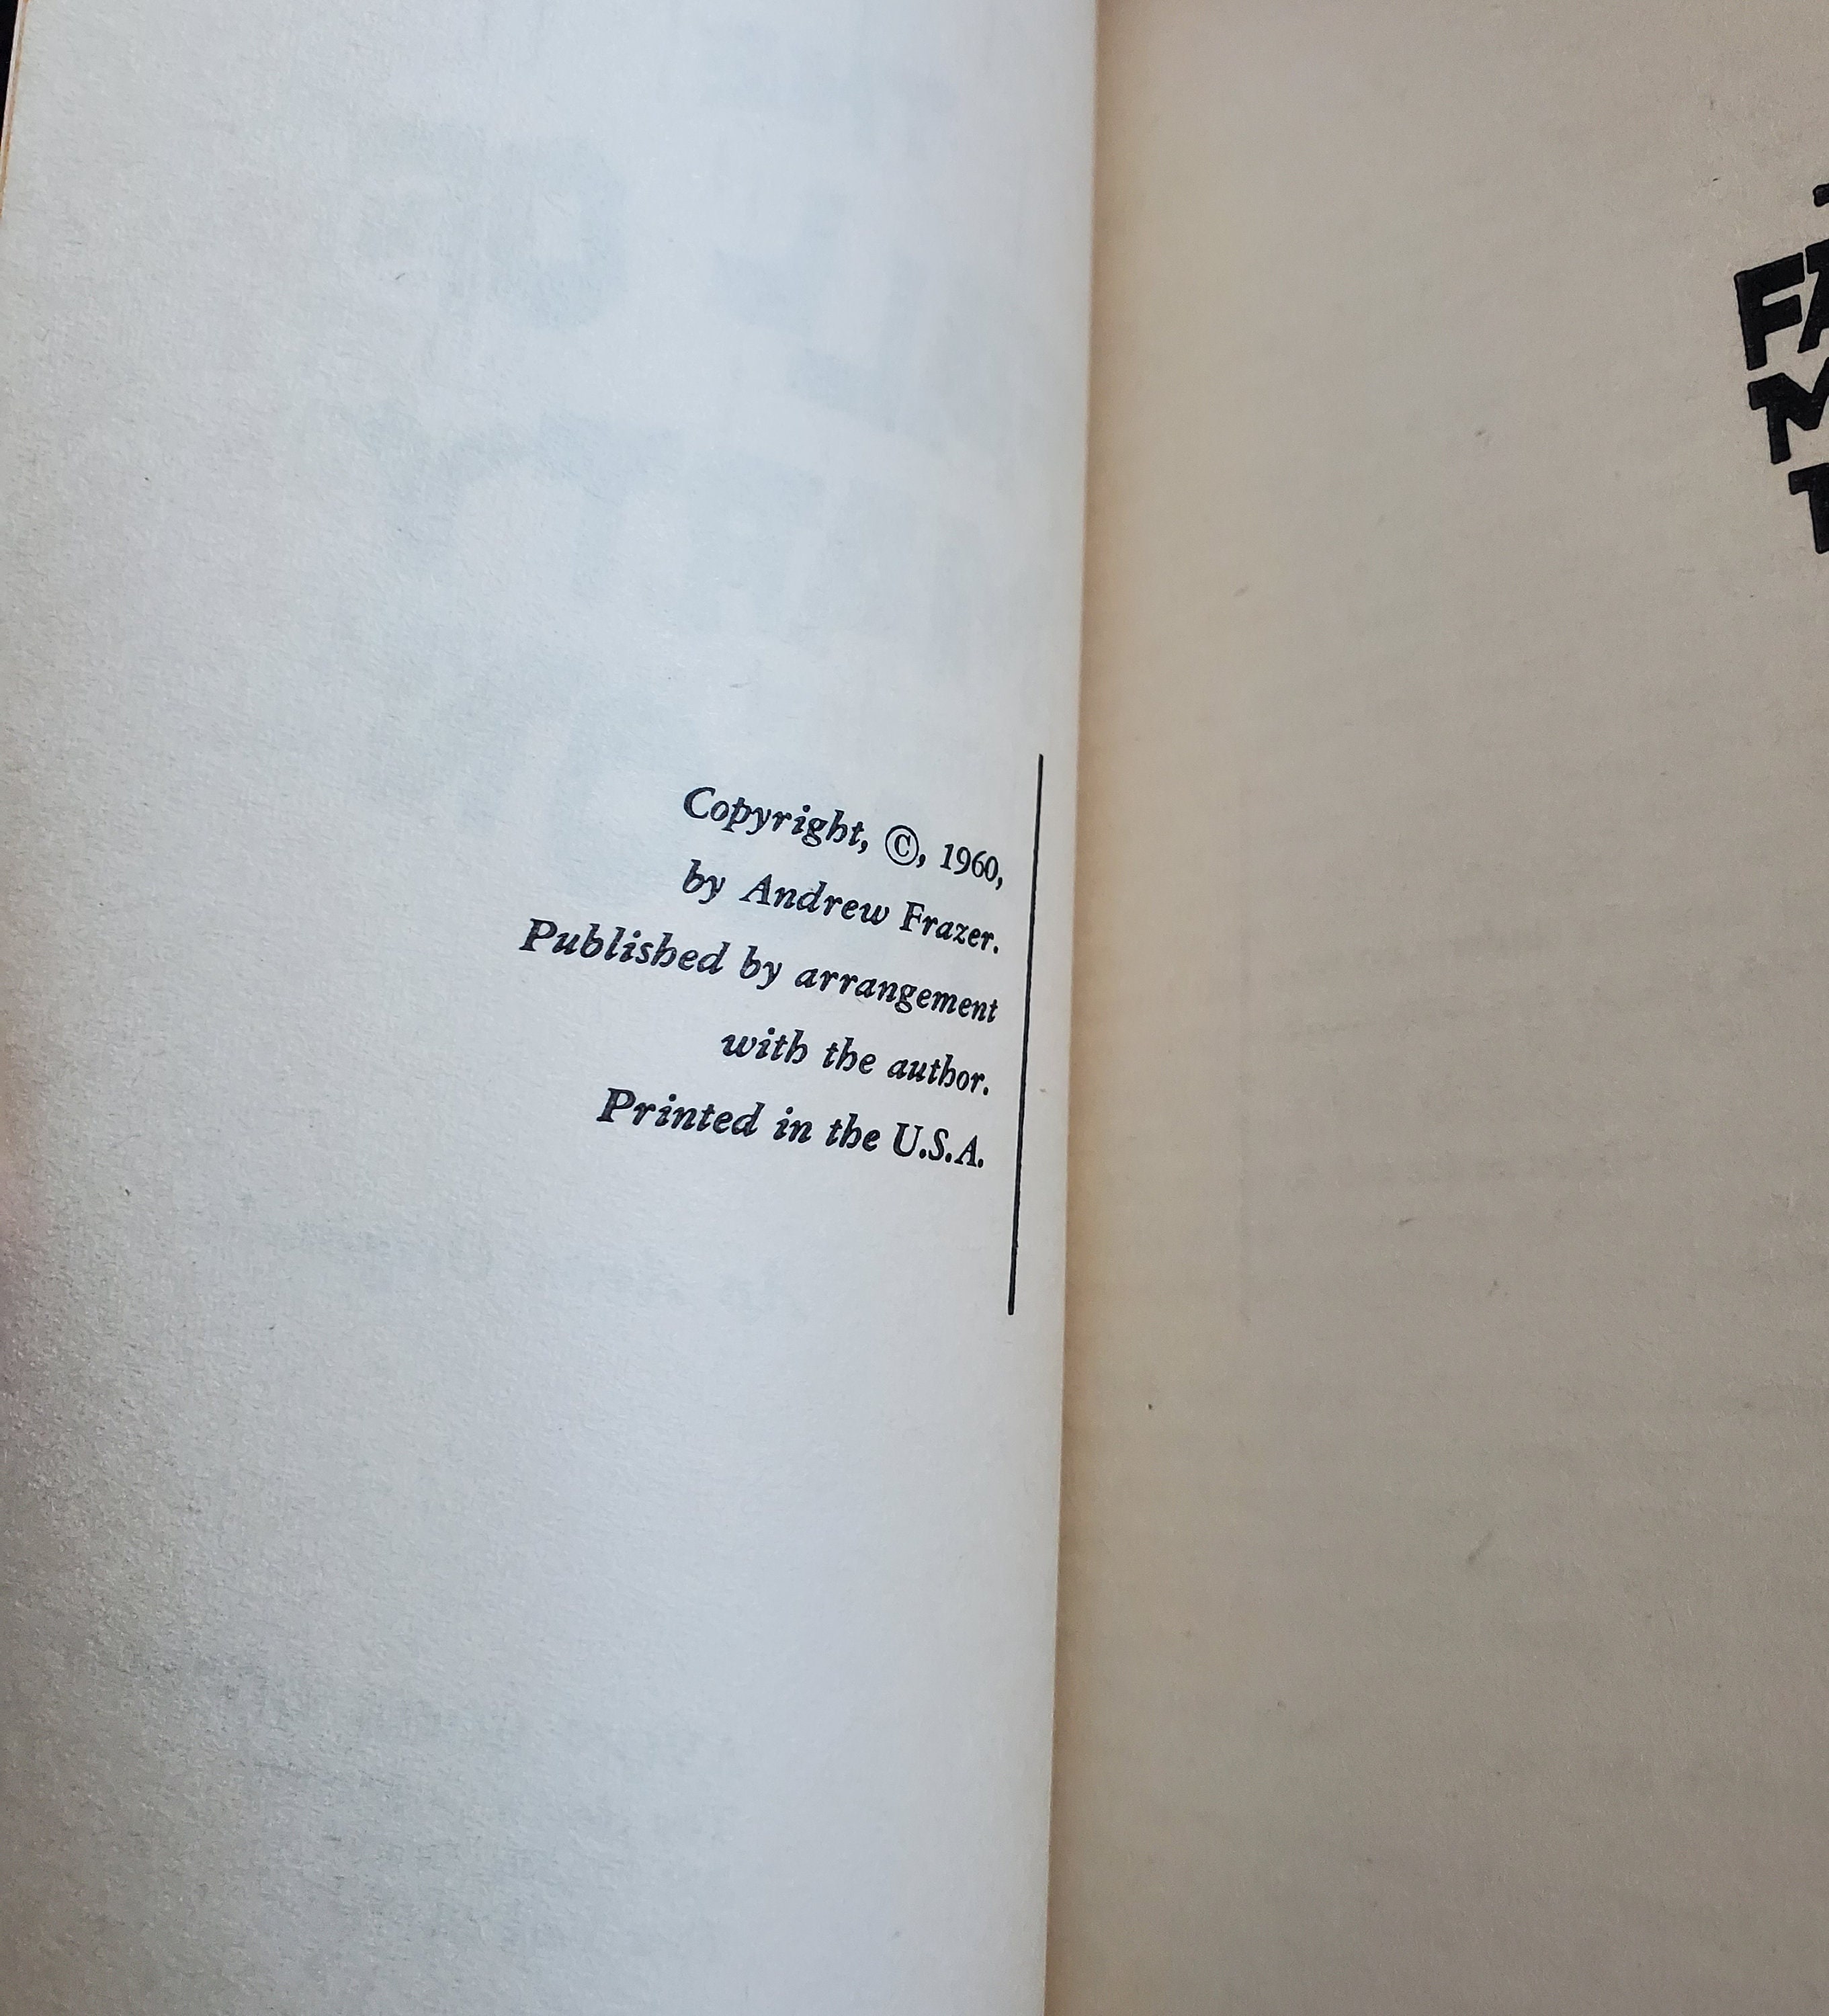 Copyright, ©, 1960,
by Andrew Frazer.
Published by arrangement
with the author.
Printed in the U.S.A.